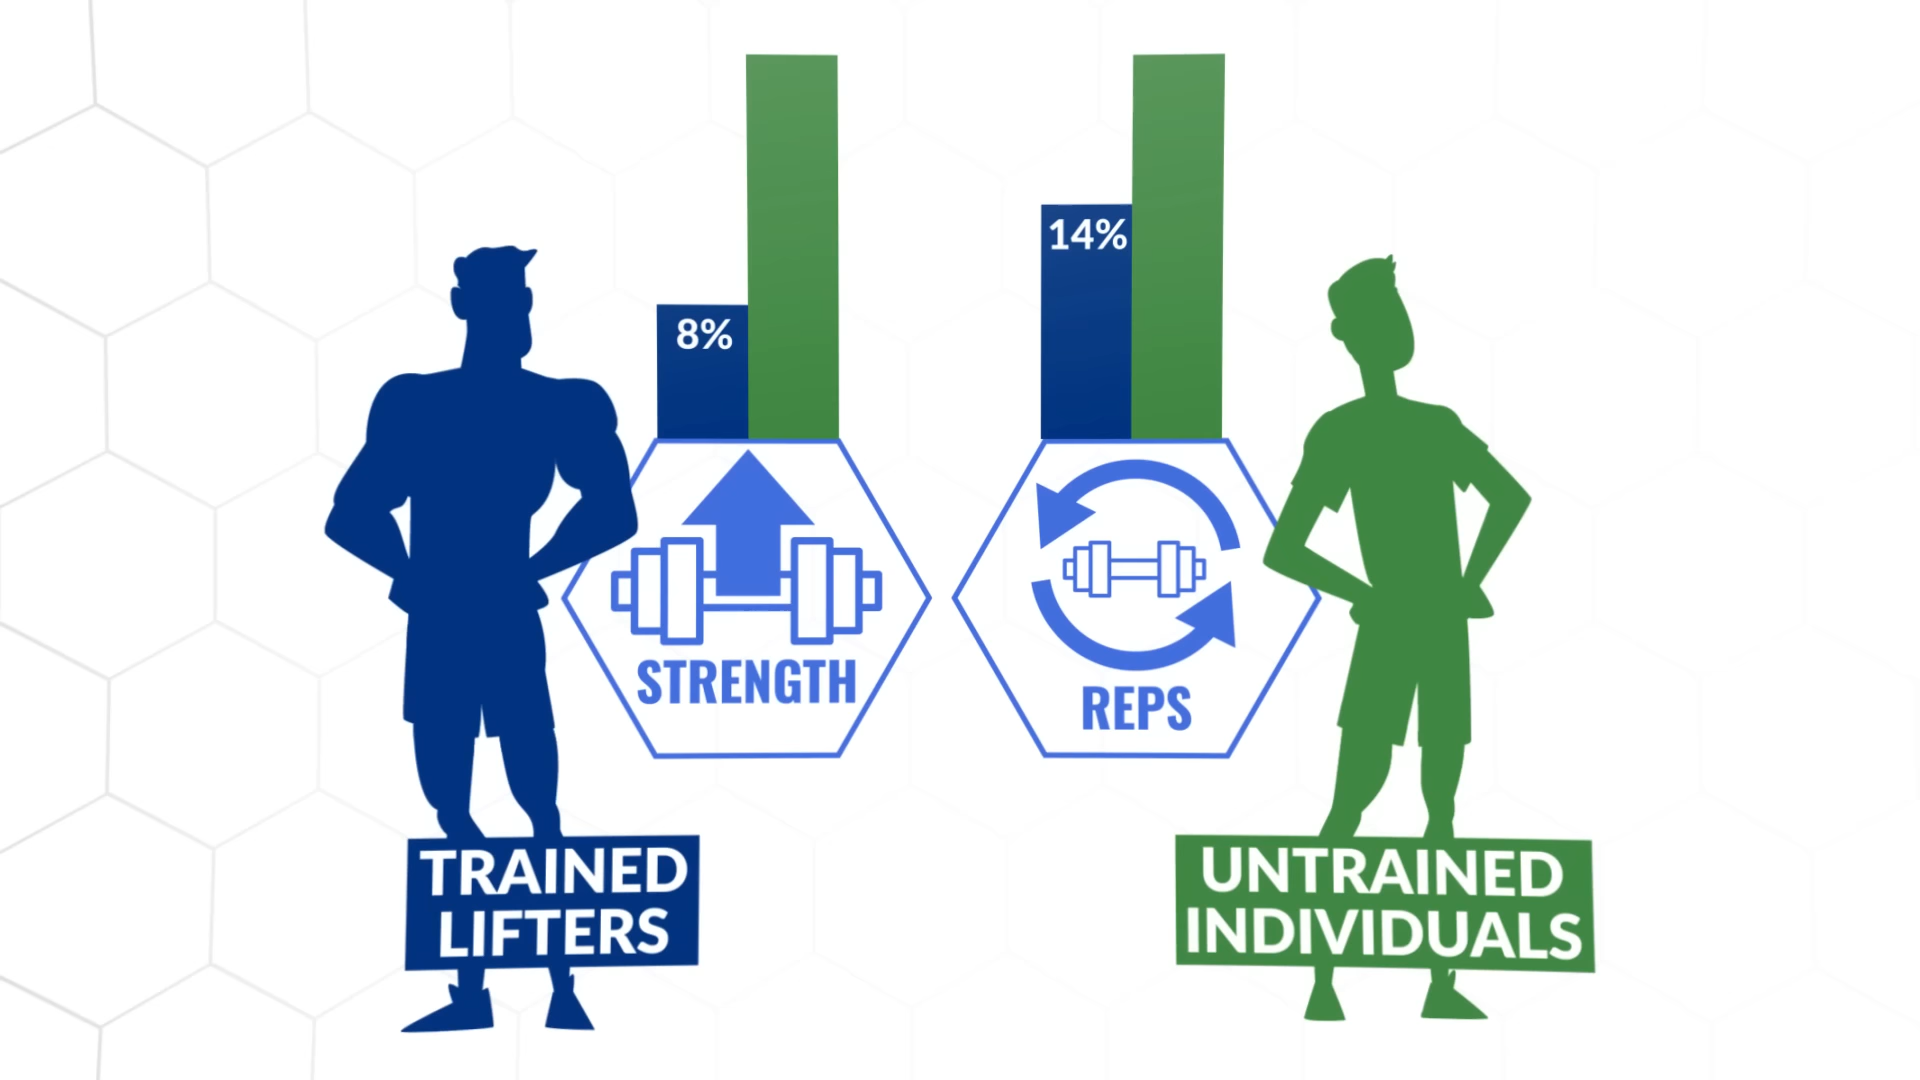 8%
14%
STRENGTH
REPS
TRAINED
LIFTERS
UNTRAINED
INDIVIDUALS